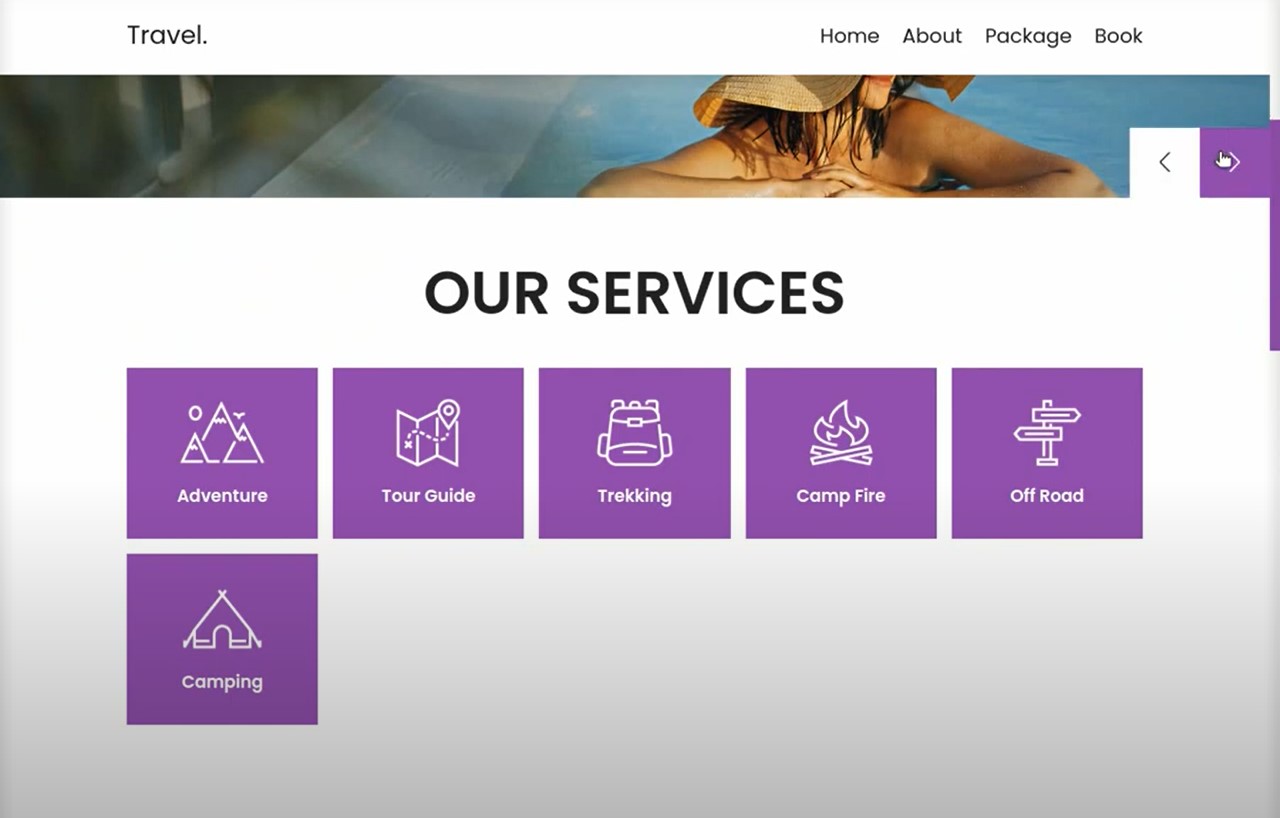 Travel.
Home About Package Book
OUR SERVICES
Adventure
Tour Guide
Trekking
Camp Fire
Off Road
Camping